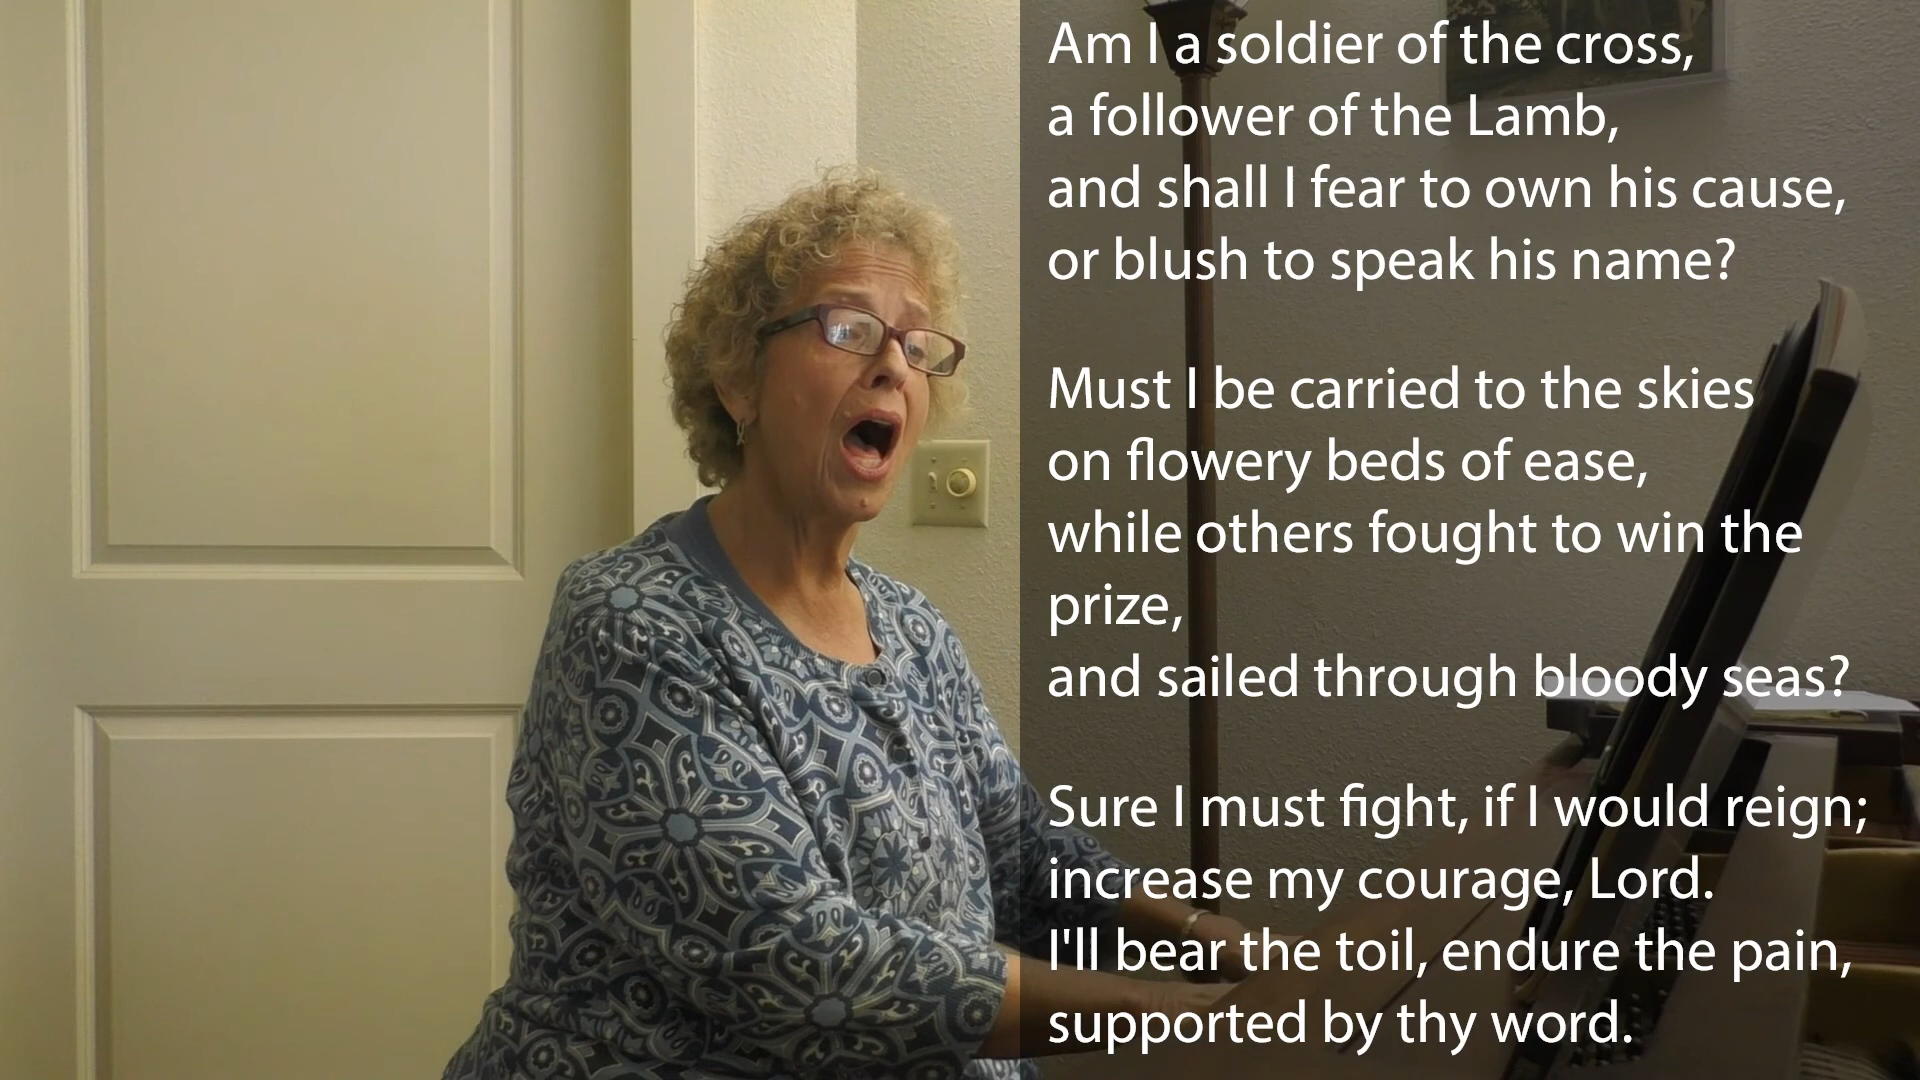 Am I a soldier of the cross,
a follower of the Lamb,
and shall I fear to own his cause,
or blush to speak his name?
Must I be carried to the skies
on flowery beds of ease,
while others fought to win the
prize,
and sailed through bloody seas?
Sure I must fight, if I would reign;
increase my courage, Lord.
I'll bear the toil, endure the pain,
supported by thy word.